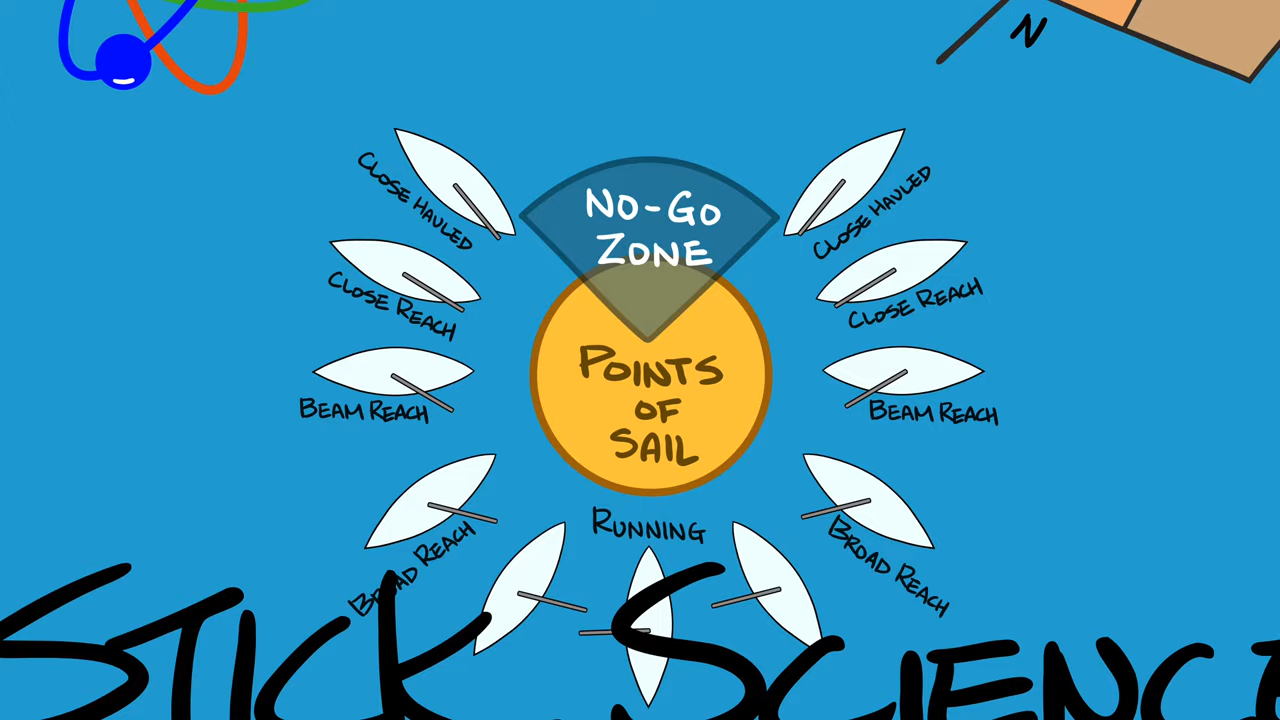 N
NO-GO
ZONE
CLOSE HAULED
CLOSE HAULED
CLOSE REACH
CLOSE REACH
POINTS
OF
SAIL
BEAM REACH
BEAM REACH
RUNNING
BROAD REACH
BROAD REACH
STICK SCIENCE